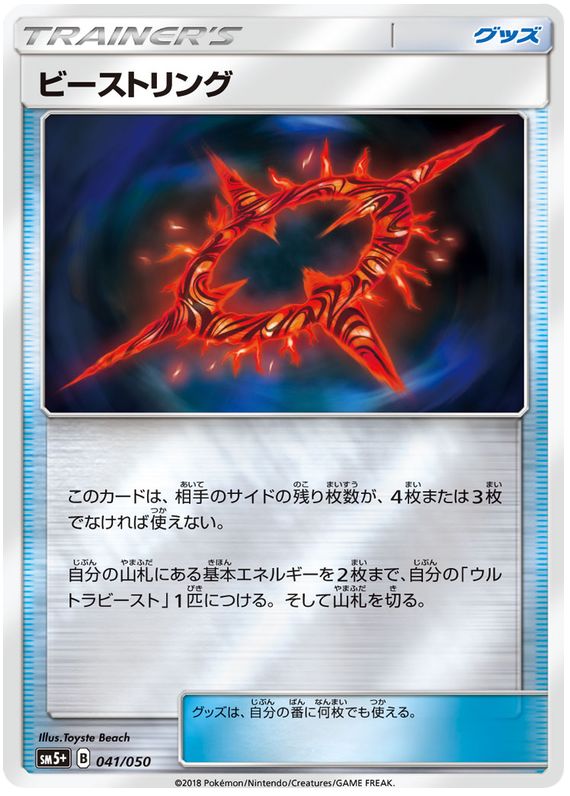 TRAINER'S
グッズ
ビーストリング
このカードは、相手のサイドの残り枚数が、4枚または3枚
でなければ使えない。
自分の山札にある基本エネルギーを2枚まで、自分の「ウル
トラビースト」1匹につける。そして山札を切る。
グッズは、自分の番に何枚でも使える。
Illus.Toyste Beach
SM5+ B 041/050
©2018 Pokémon/Nintendo/Creatures/GAME FREAK.